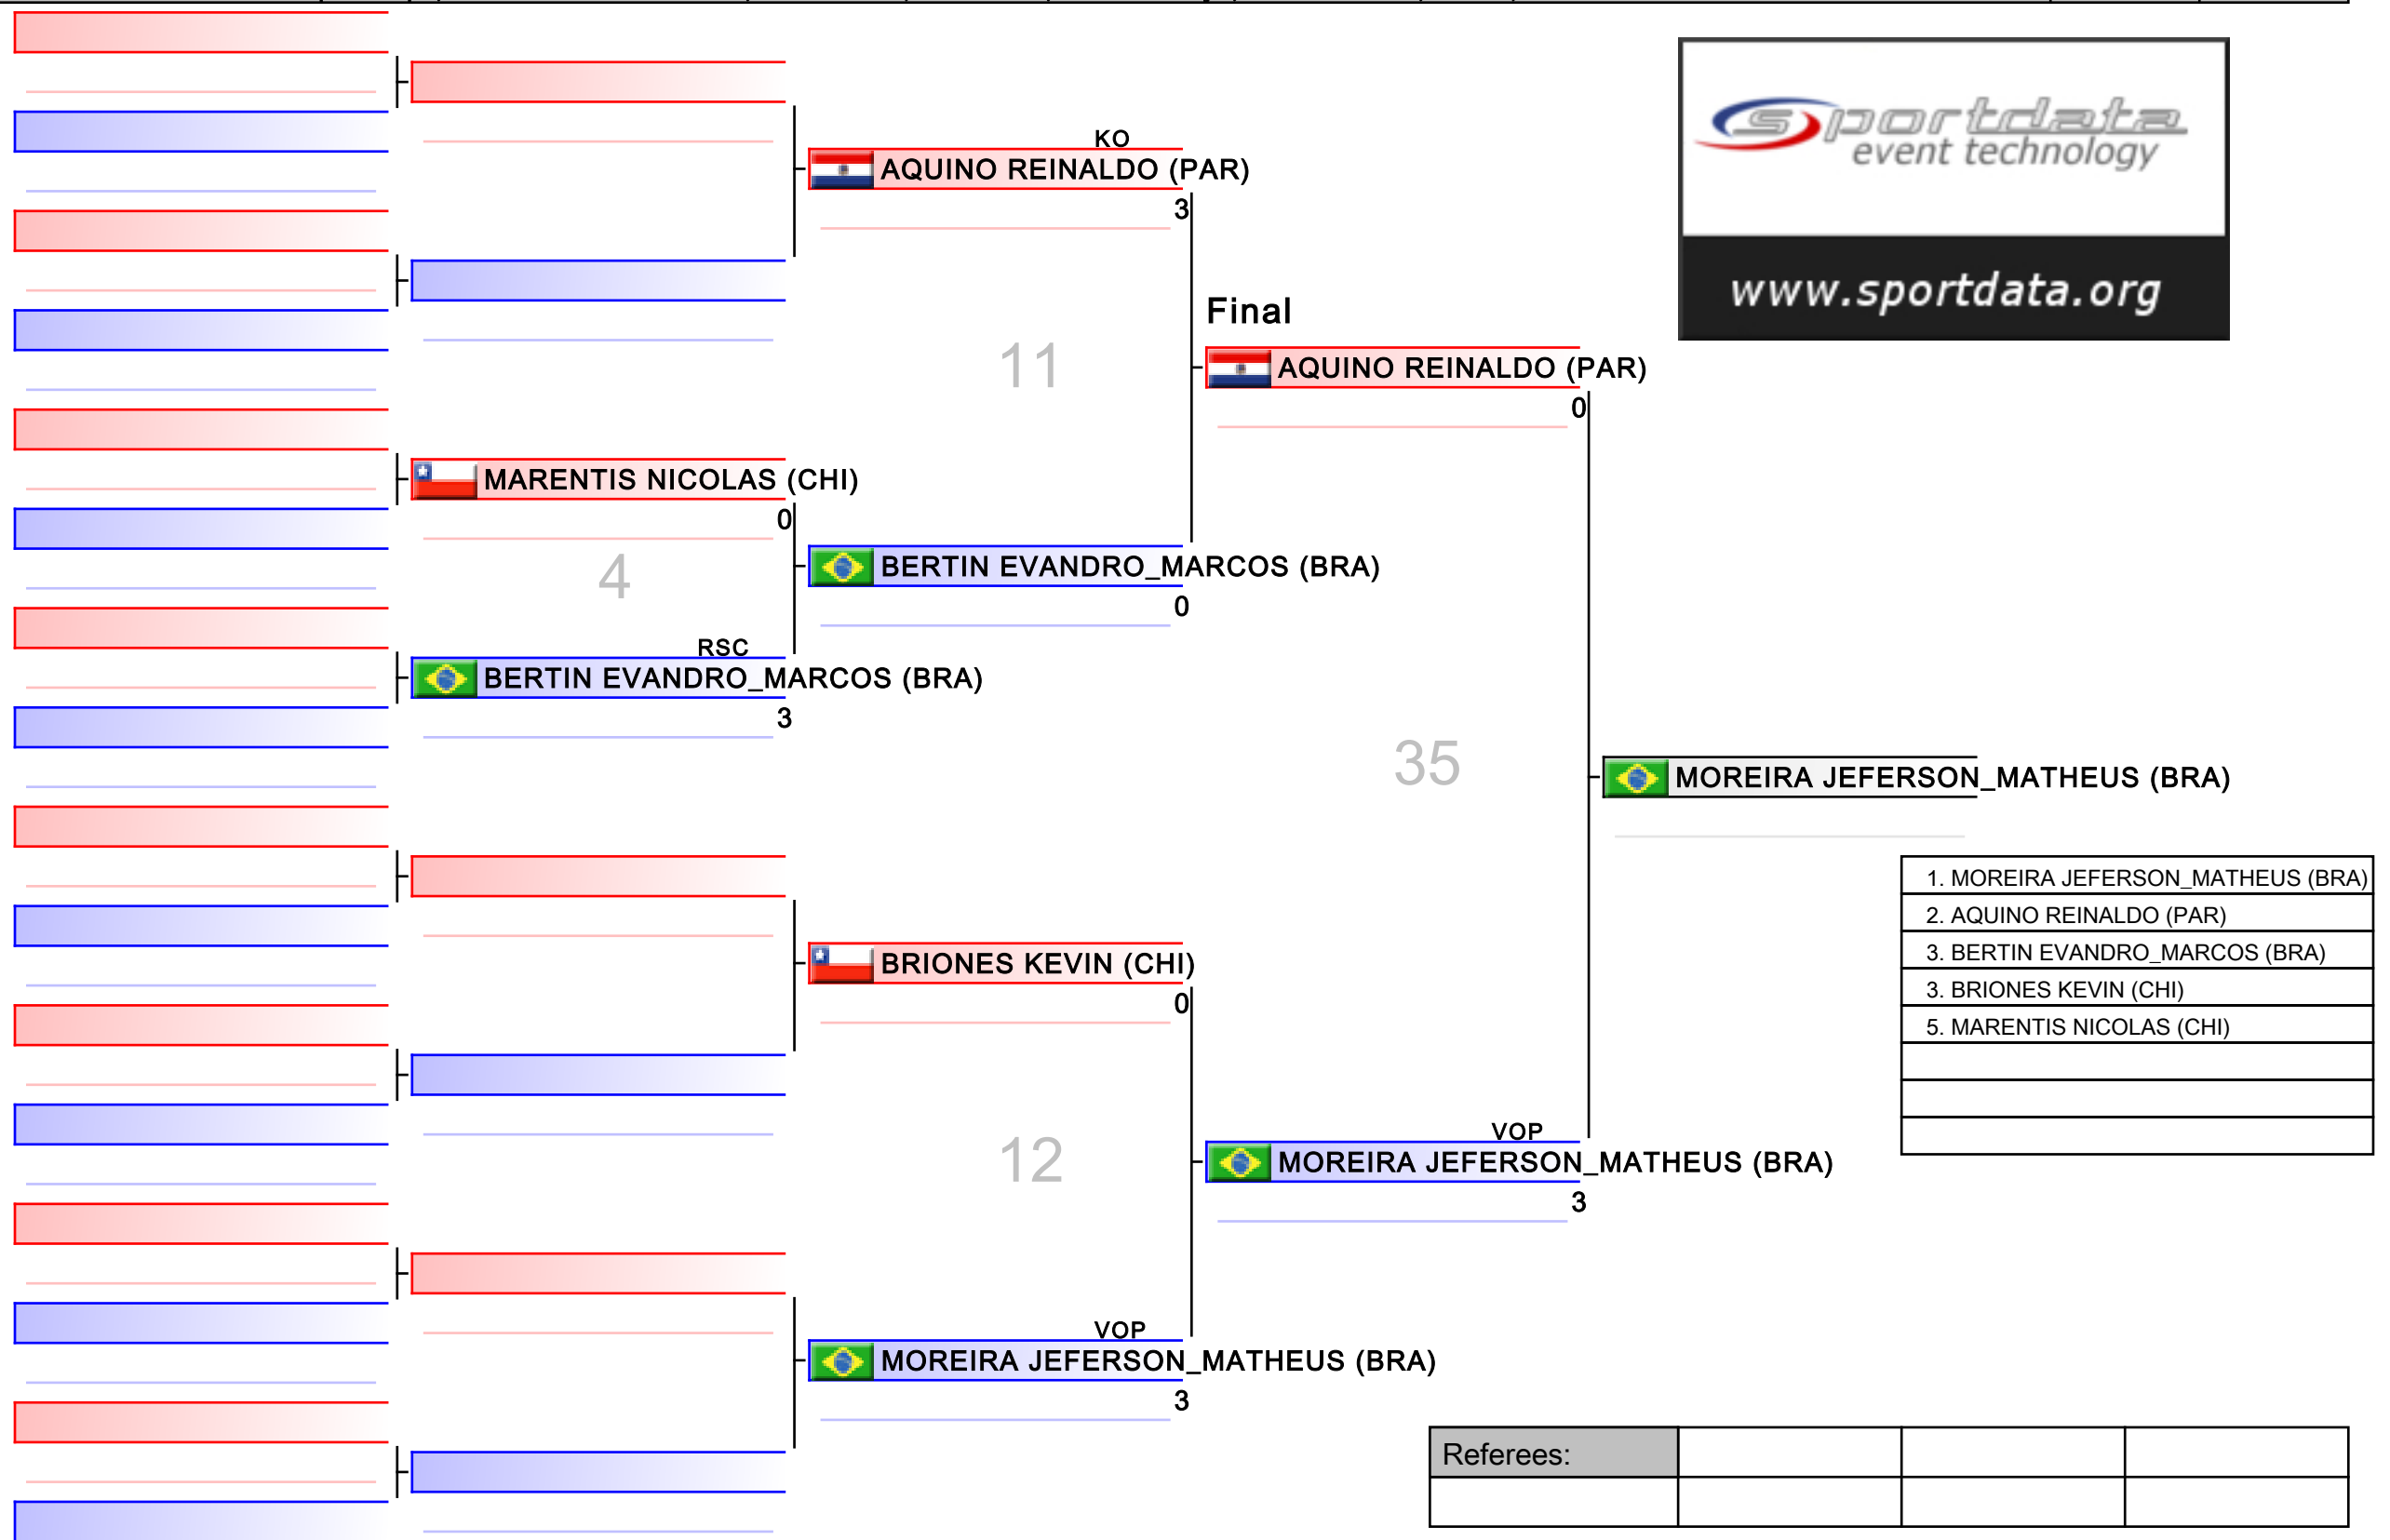 KO
AQUINO REINALDO (PAR)
3
sportdata
event technology
www.sportdata.org
Final
11
AQUINO REINALDO (PAR)
0
MARENTIS NICOLAS (CHI)
0
4
BERTIN EVANDRO_MARCOS (BRA)
0
RSC
BERTIN EVANDRO_MARCOS (BRA)
3
35
MOREIRA JEFERSON_MATHEUS (BRA)
1. MOREIRA JEFERSON_MATHEUS (BRA)
2. AQUINO REINALDO (PAR)
3. BERTIN EVANDRO_MARCOS (BRA)
3. BRIONES KEVIN (CHI)
5. MARENTIS NICOLAS (CHI)
BRIONES KEVIN (CHI)
0
12
VOP
MOREIRA JEFERSON_MATHEUS (BRA)
3
VOP
MOREIRA JEFERSON_MATHEUS (BRA)
3
Referees: